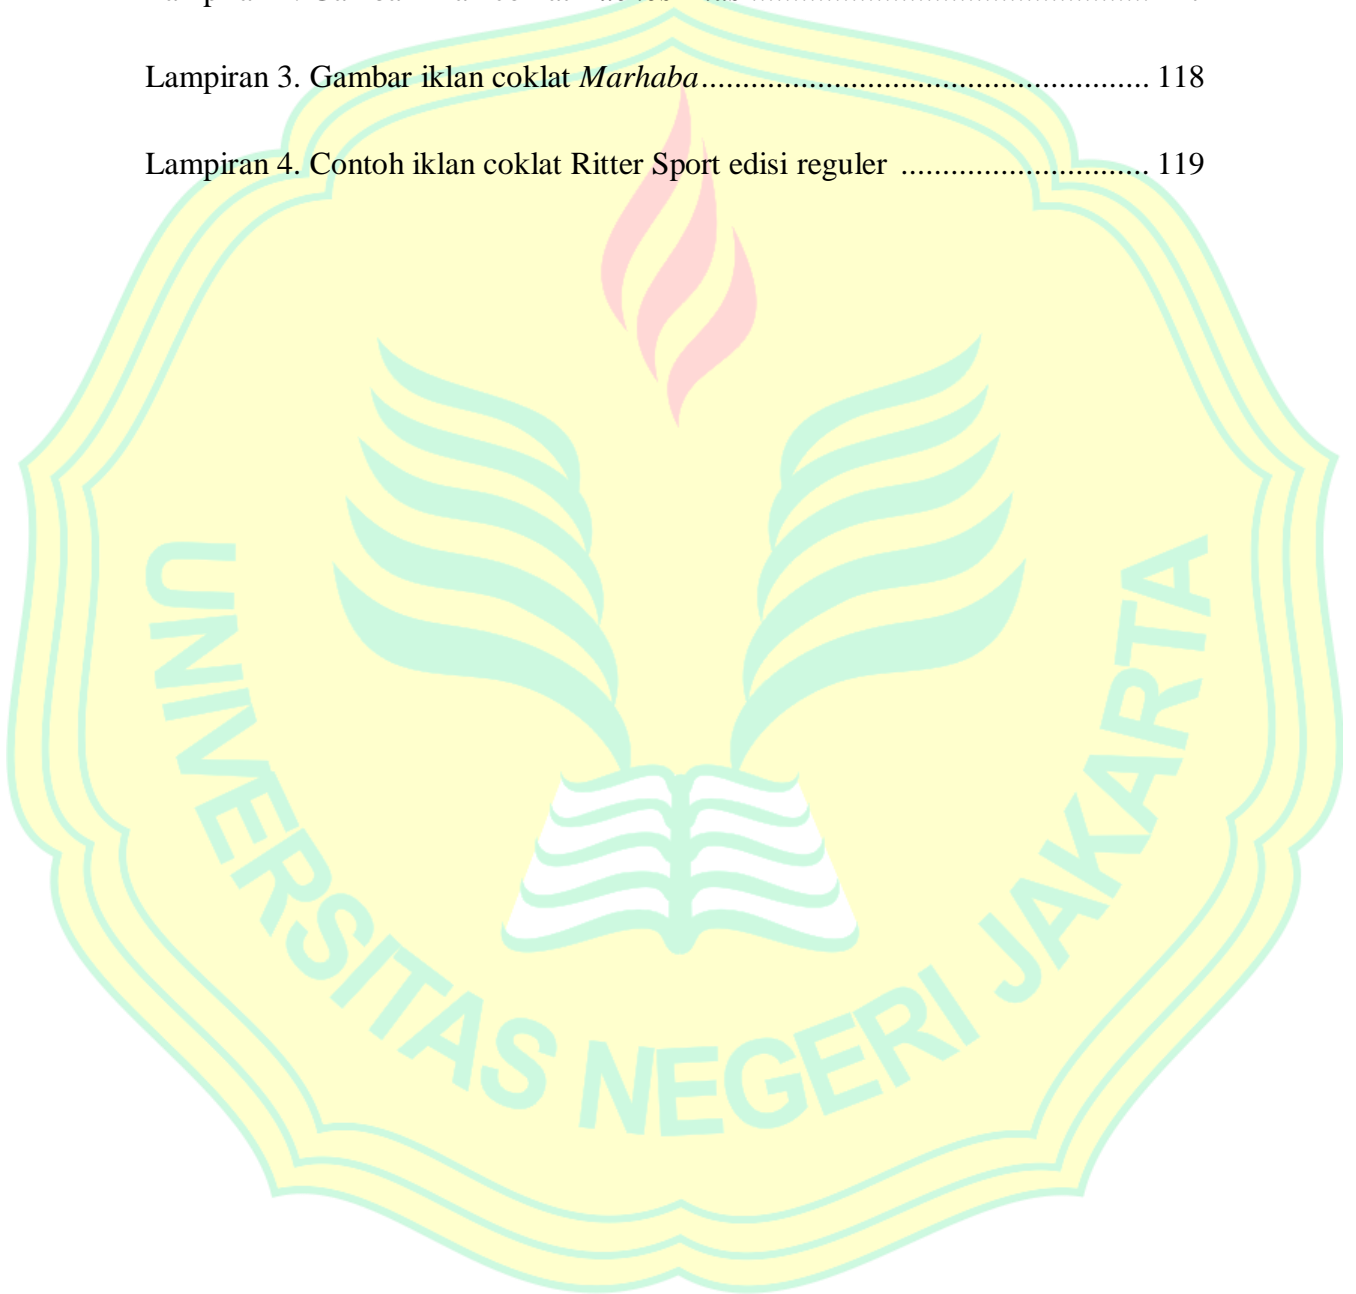 Lampiran 3. Gambar iklan coklat Marhaba....................................................... 118
Lampiran 4. Contoh iklan coklat Ritter Sport edisi reguler .............................. 119
UNIVERSITAS NEGERI JAKARTA